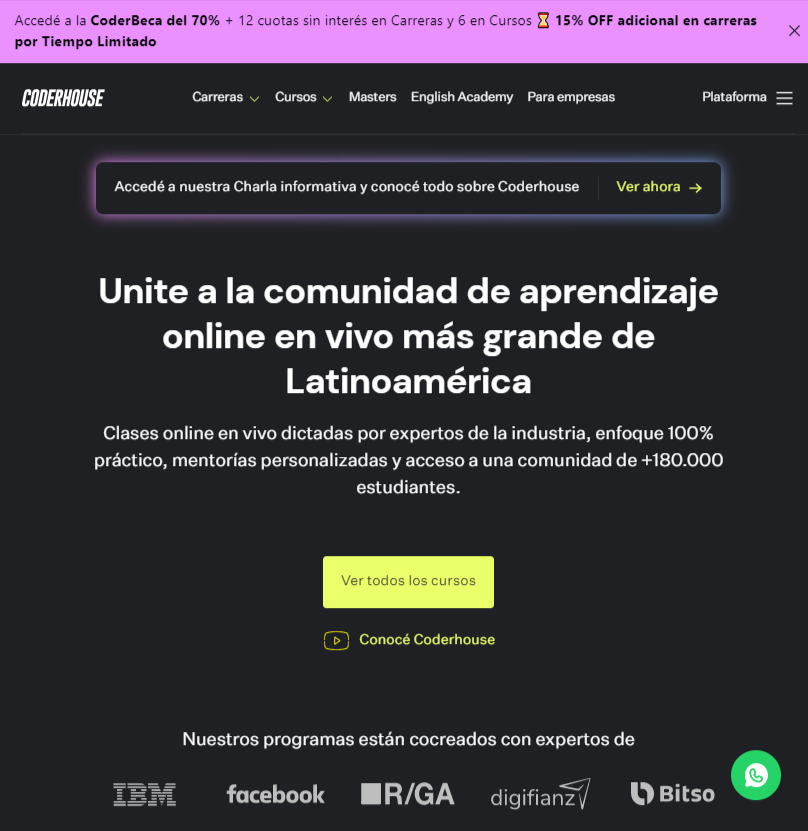 Accedé a la CoderBeca del 70% + 12 cuotas sin interés en Carreras y 6 en Cursos ⏳ 15% OFF adicional en carreras
por Tiempo Limitado
CODERHOUSE
Carreras Cursos Masters English Academy Para empresas Plataforma
Accedé a nuestra Charla informativa y conocé todo sobre Coderhouse Ver ahora →
Unite a la comunidad de aprendizaje
online en vivo más grande de
Latinoamérica
Clases online en vivo dictadas por expertos de la industria, enfoque 100%
práctico, mentorías personalizadas y acceso a una comunidad de +180.000
estudiantes.
Ver todos los cursos
Conocé Coderhouse
Nuestros programas están cocreados con expertos de
IBM facebook R/GA digifianz Bitso